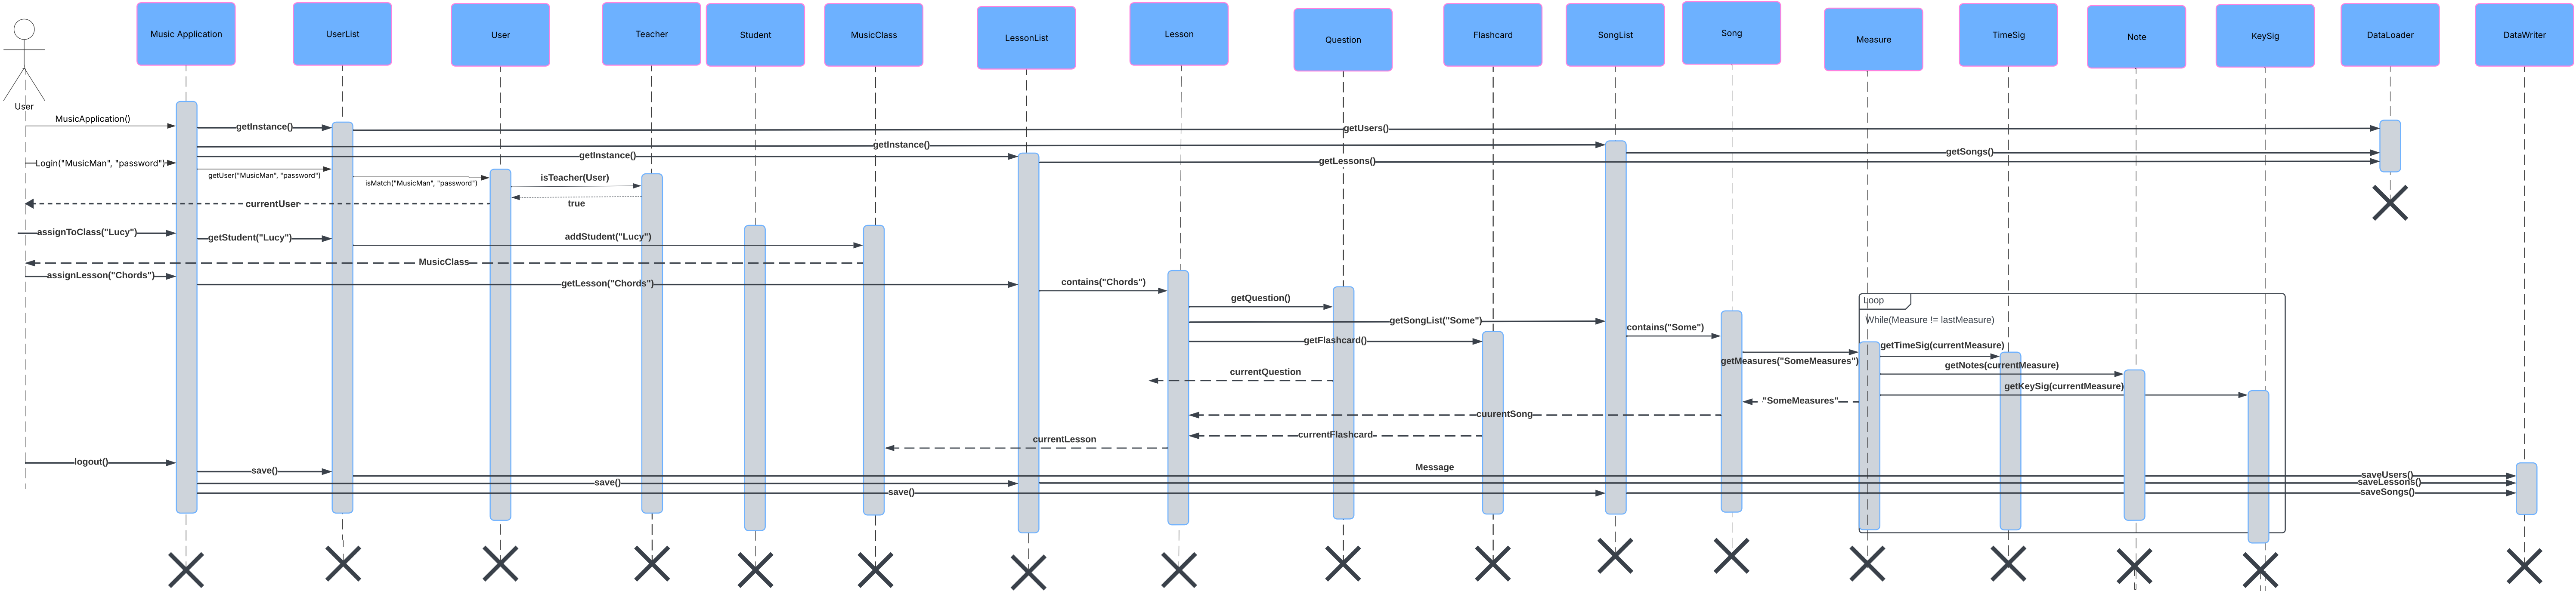 Music Application
UserList
User
Teacher
Student
MusicClass
LessonList
Lesson
Question
Flashcard
SongList
Song
Measure
TimeSig
Note
KeySig
DataLoader
DataWriter
User
MusicApplication()
getInstance()
getUsers()
getInstance()
getInstance()
getSongs()
Login("MusicMan", "password")
getLessons()
getUser("MusicMan", "password")
isMatch("MusicMan", "password")
isTeacher(User)
currentUser
true
assignToClass("Lucy")
getStudent("Lucy")
addStudent("Lucy")
MusicClass
assignLesson("Chords")
getLesson("Chords")
contains("Chords")
getQuestion()
Loop
While(Measure != lastMeasure)
getSongList("Some")
contains("Some")
getFlashcard()
getTimeSig(currentMeasure)
getMeasures("SomeMeasures")
getNotes(currentMeasure)
currentQuestion
getKeySig(currentMeasure)
"SomeMeasures"
cuurentSong
currentFlashcard
currentLesson
logout()
save()
Message
saveUsers()
save()
saveLessons()
save()
saveSongs()